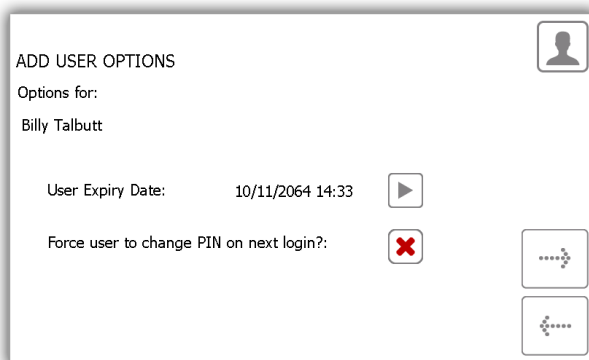 ADD USER OPTIONS
Options for:
Billy Talbutt
User Expiry Date: 10/11/2064 14:33
Force user to change PIN on next login?: